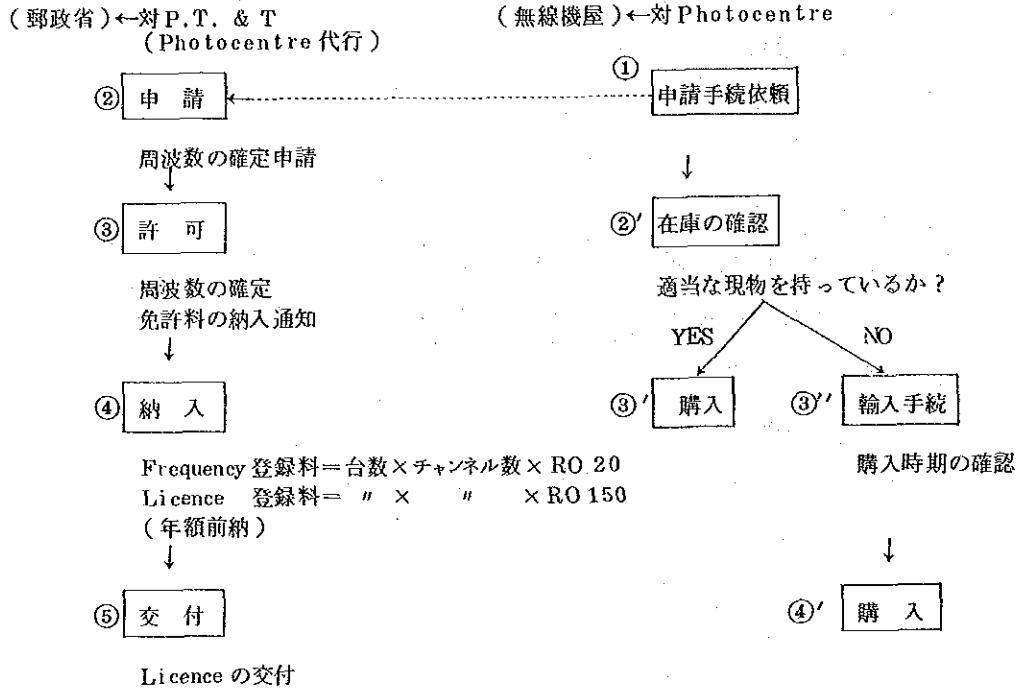 (郵政省)←対P.T. & T
(Photocentre代行)
(無線機屋)←対Photocentre
①
申請手続依頼
②
申 請
周波数の確定申請
↓
↓
③
許 可
②′
在庫の確認
周波数の確定
免許料の納入通知
↓
適当な現物を持っているか?
YES
NO
④
納 入
③′
購入
③″
輸入手続
Frequency 登録料=台数×チャンネル数×RO 20
Licence 登録料= 〃 × 〃 ×RO 150
(年額前納)
↓
購入時期の確認
↓
⑤
交 付
④′
購 入
Licence の交付